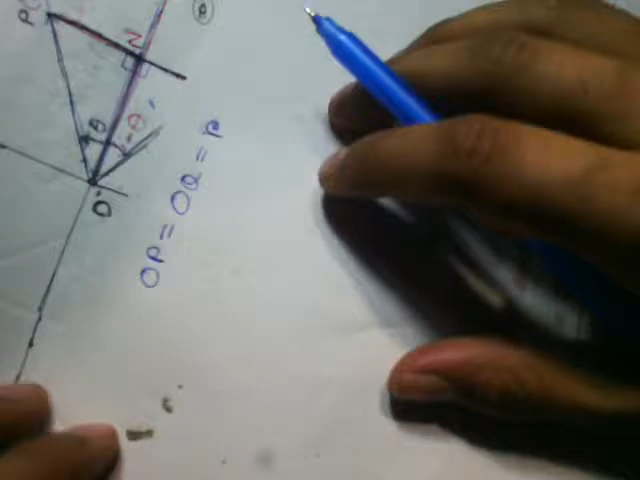 P(
N
θ
-θ
O
OP = OQ = r